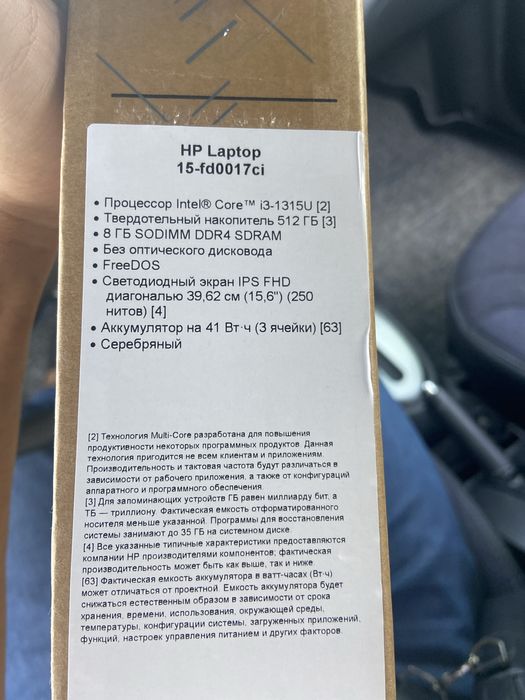 HP Laptop
15-fd0017ci
• Процессор Intel® Core™ i3-1315U [2]
• Твердотельный накопитель 512 ГБ [3]
• 8 ГБ SODIMM DDR4 SDRAM
• Без оптического дисковода
• FreeDOS
• Светодиодный экран IPS FHD
диагональю 39,62 см (15,6") (250
нитов) [4]
• Аккумулятор на 41 Вт·ч (3 ячейки) [63]
• Серебряный
[2] Технология Multi-Core разработана для повышения
продуктивности некоторых программных продуктов. Данная
технология пригодится не всем клиентам и приложениям.
Производительность и тактовая частота будут различаться в
зависимости от рабочего приложения, а также от конфигураций
аппаратного и программного обеспечения.
[3] Для запоминающих устройств ГБ равен миллиарду бит, а
ТБ — триллиону. Фактическая емкость отформатированного
носителя меньше указанной. Программы для восстановления
системы занимают до 35 ГБ на системном диске.
[4] Все указанные типичные характеристики предоставляются
компании HP производителями компонентов; фактическая
производительность может быть как выше, так и ниже.
[63] Фактическая емкость аккумулятора в ватт-часах (Вт·ч)
может отличаться от проектной. Емкость аккумулятора будет
снижаться естественным образом в зависимости от срока
хранения, времени, использования, окружающей среды,
температуры, конфигурации системы, загруженных приложений,
функций, настроек управления питанием и других факторов.